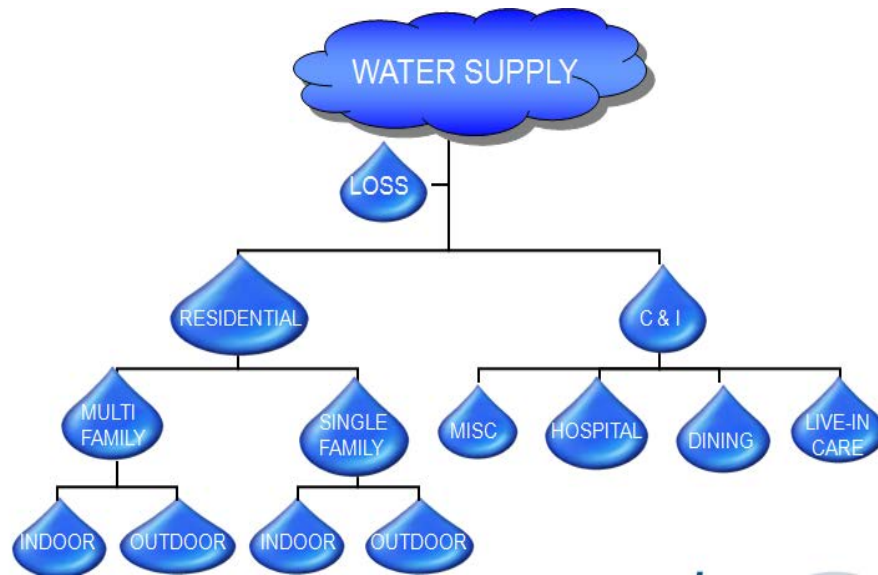 WATER SUPPLY
LOSS
RESIDENTIAL
C & I
MULTI
FAMILY
SINGLE
FAMILY
MISC
HOSPITAL
DINING
LIVE-IN
CARE
INDOOR
OUTDOOR
INDOOR
OUTDOOR